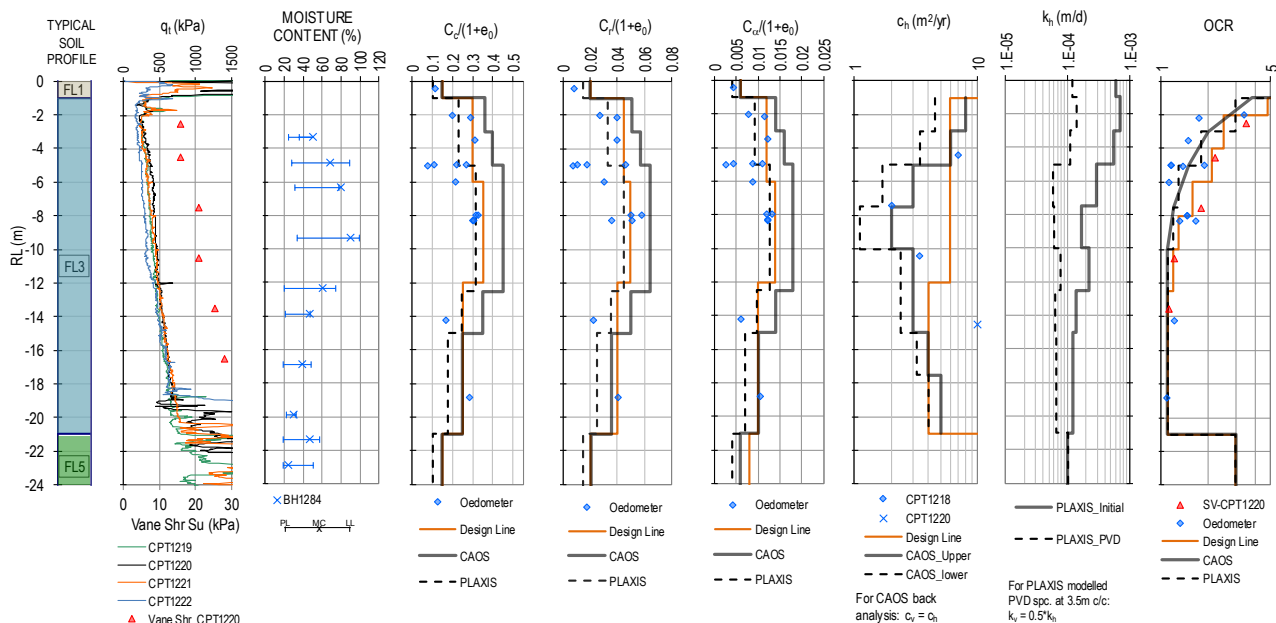 TYPICAL
SOIL
PROFILE
qt (kPa)
MOISTURE
CONTENT (%)
Cc/(1+e0)
Cr/(1+e0)
Cα/(1+e0)
ch (m²/yr)
kh (m/d)
OCR
0 500 1000 1500
0 20 40 60 80 100 120
0 0.1 0.2 0.3 0.4 0.5
0 0.02 0.04 0.06 0.08
0 0.005 0.01 0.015 0.02 0.025
1 10
1.E-05 1.E-04 1.E-03
1 5
RL (m)
0
-2
-4
-6
-8
-10
-12
-14
-16
-18
-20
-22
-24
FL1
FL3
FL5
0 10 20 30
Vane Shr Su (kPa)
CPT1219
CPT1220
CPT1221
CPT1222
Vane Shr_CPT1220
BH1284
PL MC LL
Oedometer
Design Line
CAOS
PLAXIS
Oedometer
Design Line
CAOS
PLAXIS
Oedometer
Design Line
CAOS
PLAXIS
CPT1218
CPT1220
CAOS_Upper
CAOS_lower
For CAOS back
analysis: cv = ch
PLAXIS_Initial
PLAXIS_PVD
For PLAXIS modelled
PVD spc. at 3.5m c/c:
kv = 0.5*kh
SV-CPT1220
Oedometer
Design Line
CAOS
PLAXIS